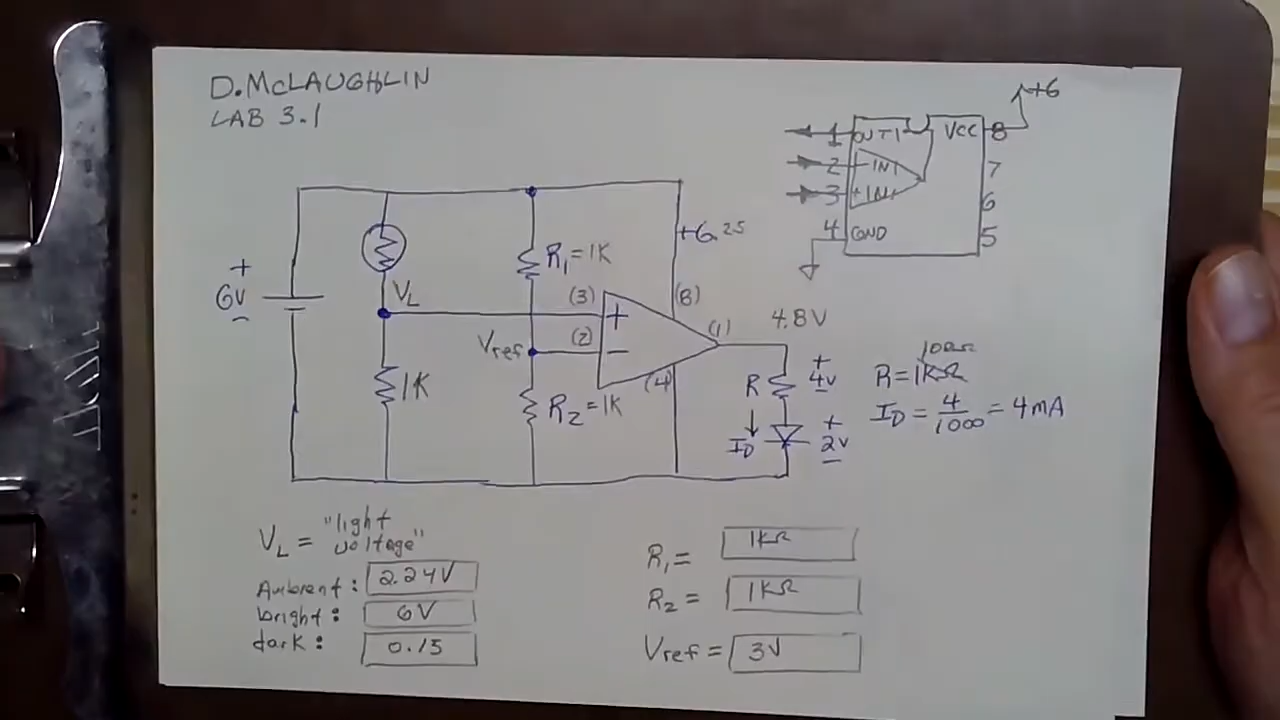 D. McLAUGHLIN
LAB 3.1
+6
1 OUT1 VCC 8
2 - IN1 7
3 + IN1 6
4 GND 5
+6.25
R1 = 1K
+
6V
-
VL
(3)
+
(8)
Vref
(2)
-
(1)
4.8V
(4)
1K
R2 = 1K
R
+
4V
-
ID
+
2V
-
100Ω
R = 1KΩ
ID = 4/1000 = 4mA
VL = "light
voltage"
Ambient: 2.24V
bright: 6V
dark: 0.15
R1 = 1KΩ
R2 = 1KΩ
Vref = 3V